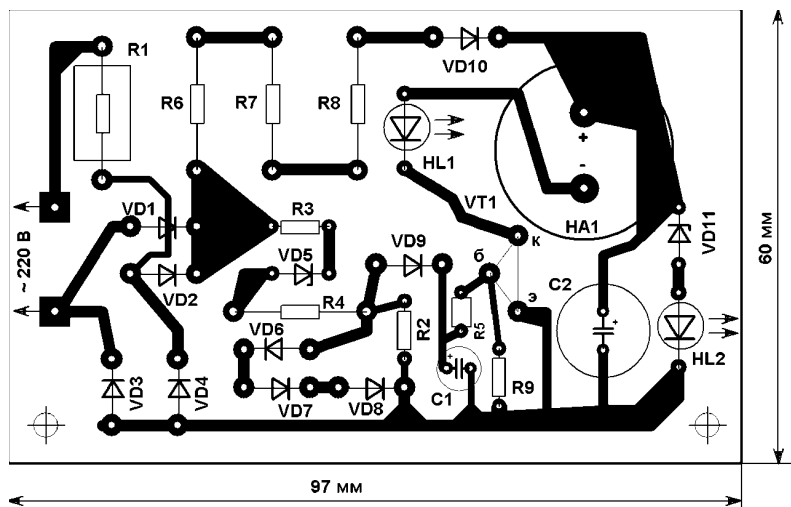 R1
VD10
R6
R7
R8
+
-
HL1
HA1
VT1
VD1
R3
VD11
60 мм
~ 220 В
VD9
б
к
VD5
VD2
э
C2
R4
+
R2
R5
VD6
HL2
+
C1
R9
VD3
VD4
VD7
VD8
97 мм